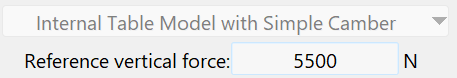 Internal Table Model with Simple Camber
Reference vertical force: 5500 N